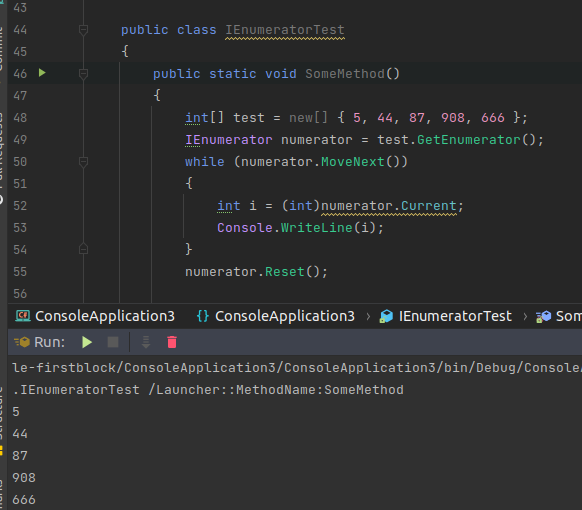 43
44 public class IEnumeratorTest
45 {
46 public static void SomeMethod()
47 {
48 int[] test = new[] { 5, 44, 87, 908, 666 };
49 IEnumerator numerator = test.GetEnumerator();
50 while (numerator.MoveNext())
51 {
52 int i = (int)numerator.Current;
53 Console.WriteLine(i);
54 }
55 numerator.Reset();
56
ConsoleApplication3 {} ConsoleApplication3 › IEnumeratorTest › Som
Run:
le-firstblock/ConsoleApplication3/ConsoleApplication3/bin/Debug/ConsoleA
.IEnumeratorTest /Launcher::MethodName:SomeMethod
5
44
87
908
666